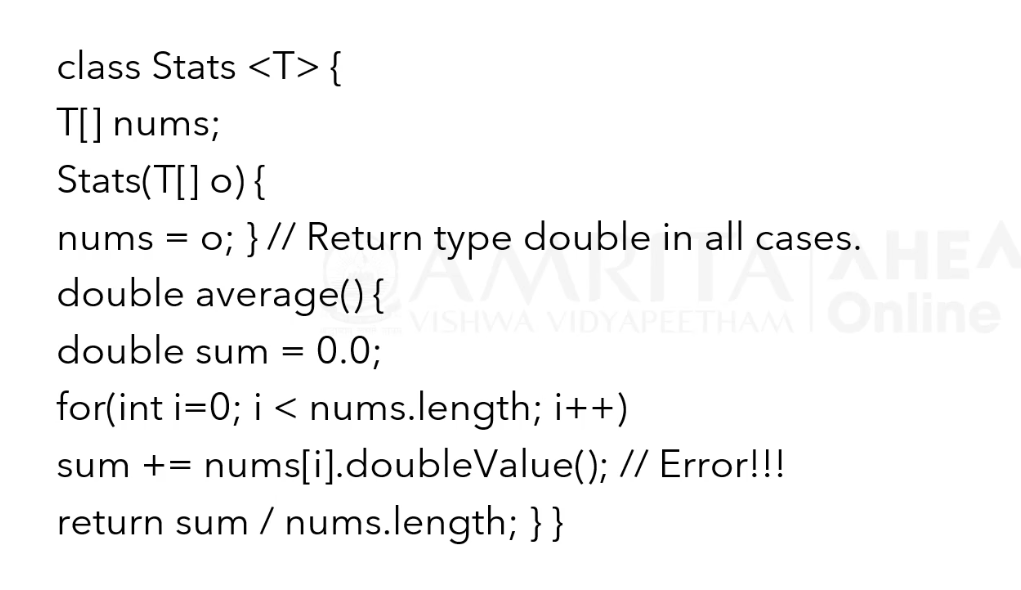 class Stats <T> {
T[] nums;
Stats(T[] o) {
nums = o; } // Return type double in all cases.
double average() {
double sum = 0.0;
for(int i=0; i < nums.length; i++)
sum += nums[i].doubleValue(); // Error!!!
return sum / nums.length; } }
AMRITA
VISHWA VIDYAPEETHAM
AHEA
Online